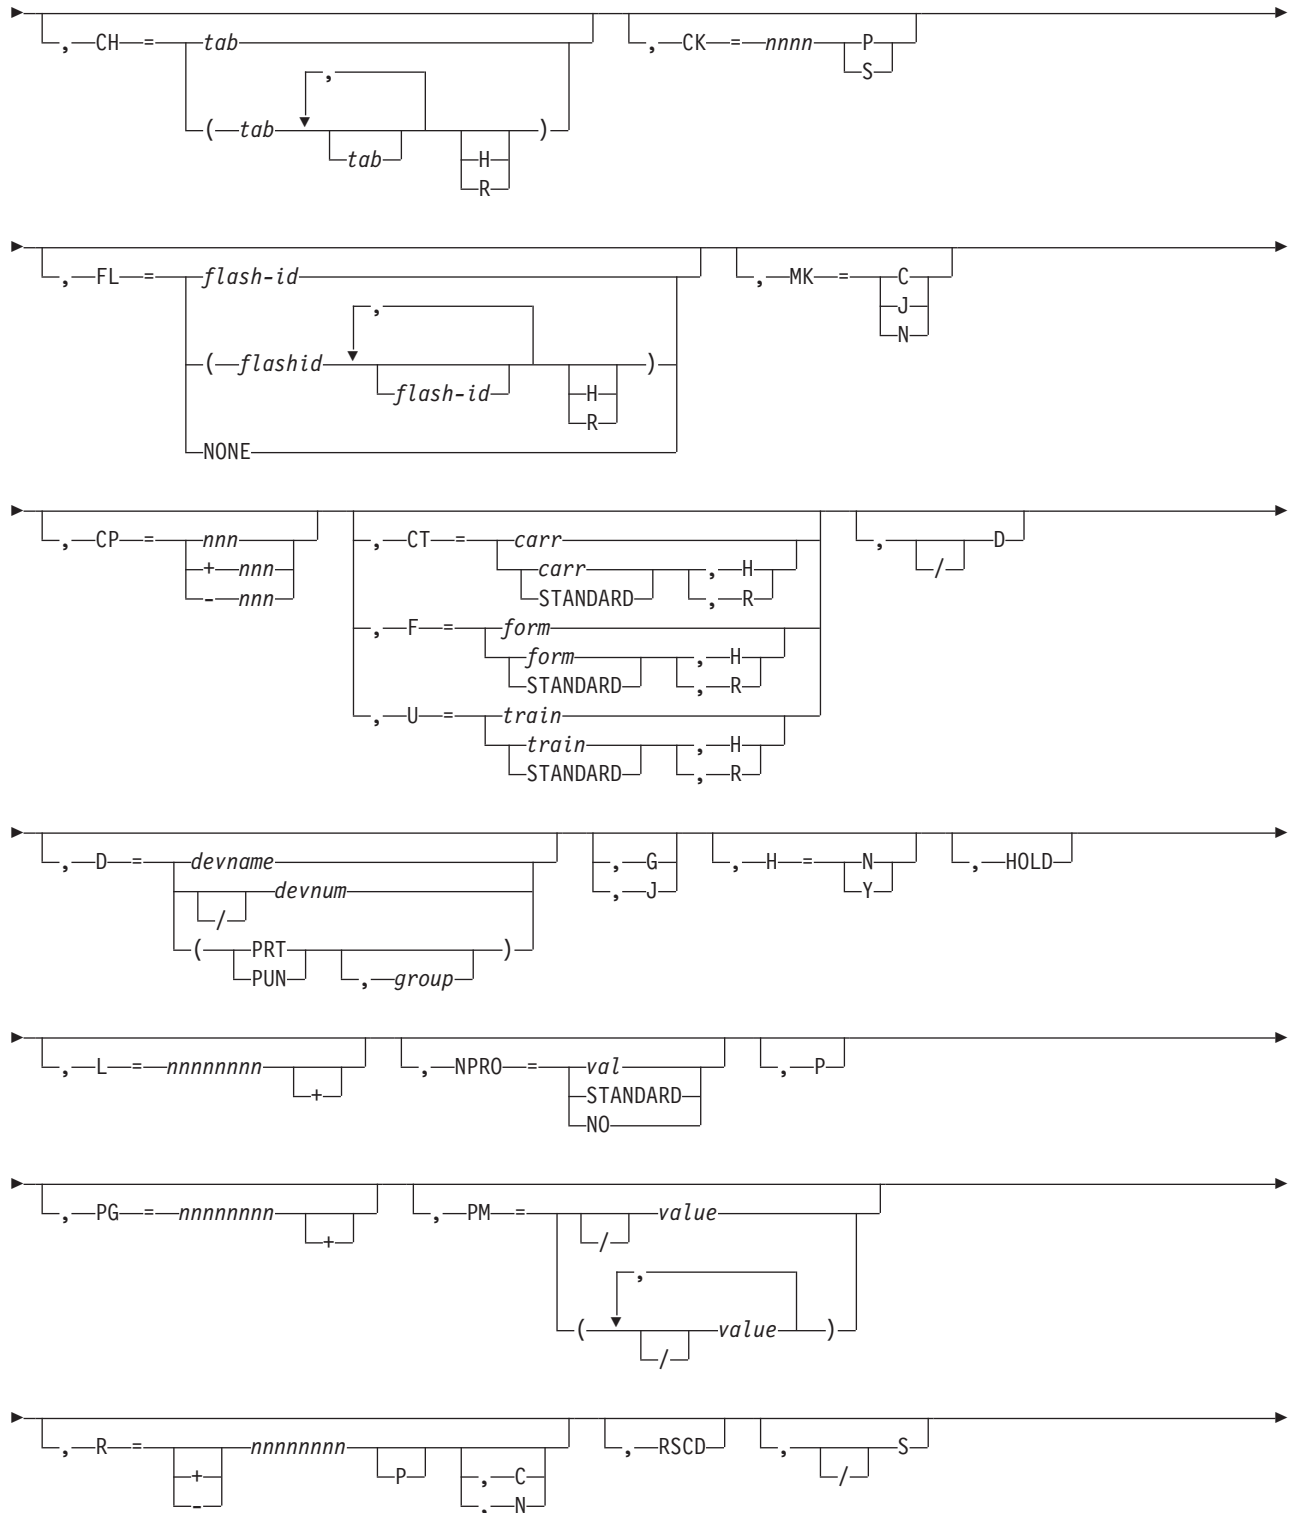 , CH = tab , CK = nnnn P
S
,
( tab )
tab H
R
, FL = flash-id , MK = C
J
N
,
( flashid )
flash-id H
R
NONE
, CP = nnn , CT = carr , D
+ nnn carr , H /
- nnn STANDARD , R
, F = form
form , H
STANDARD , R
, U = train
train , H
STANDARD , R
, D = devname , G , H = N , HOLD
devnum , J Y
/
( PRT )
PUN , group
, L = nnnnnnnn , NPRO = val , P
+ STANDARD
NO
, PG = nnnnnnnn , PM = value
+ /
,
( value )
/
, R = nnnnnnnn , RSCD , S
+ P , C /
- , N